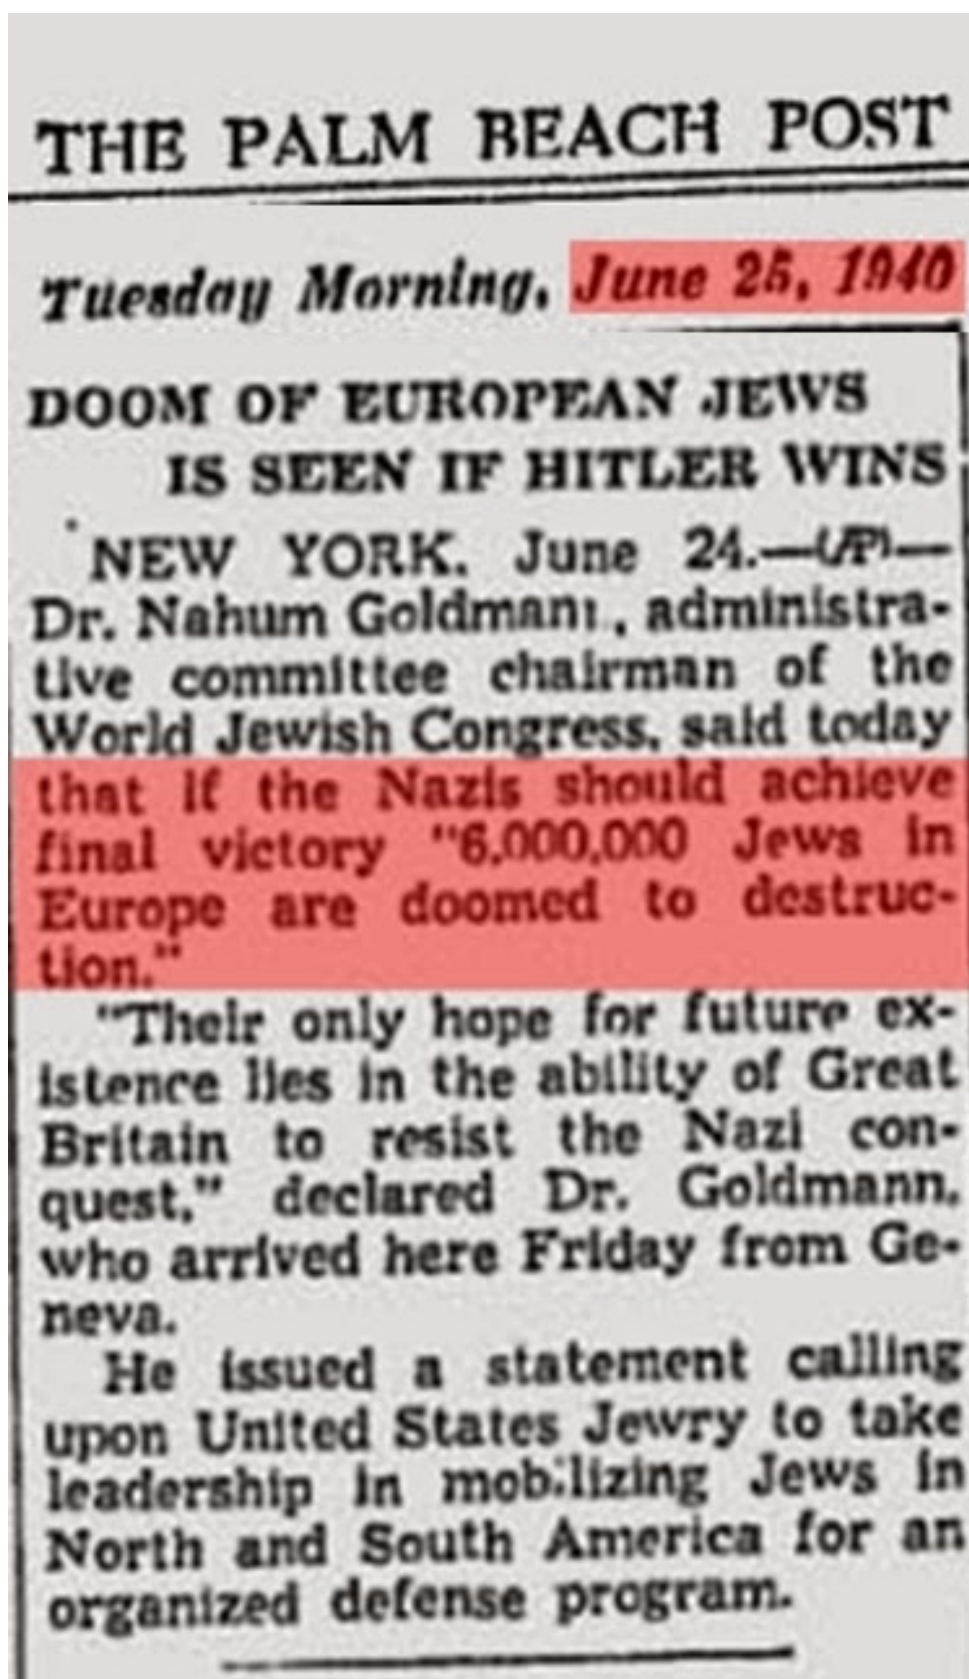 THE PALM BEACH POST
Tuesday Morning, June 25, 1940
DOOM OF EUROPEAN JEWS
IS SEEN IF HITLER WINS
NEW YORK, June 24.—(AP)—
Dr. Nahum Goldmann, administra-
tive committee chairman of the
World Jewish Congress, said today
that if the Nazis should achieve
final victory "6,000,000 Jews in
Europe are doomed to destruc-
tion."
"Their only hope for future ex-
istence lies in the ability of Great
Britain to resist the Nazi con-
quest," declared Dr. Goldmann,
who arrived here Friday from Ge-
neva.
He issued a statement calling
upon United States Jewry to take
leadership in mobilizing Jews in
North and South America for an
organized defense program.